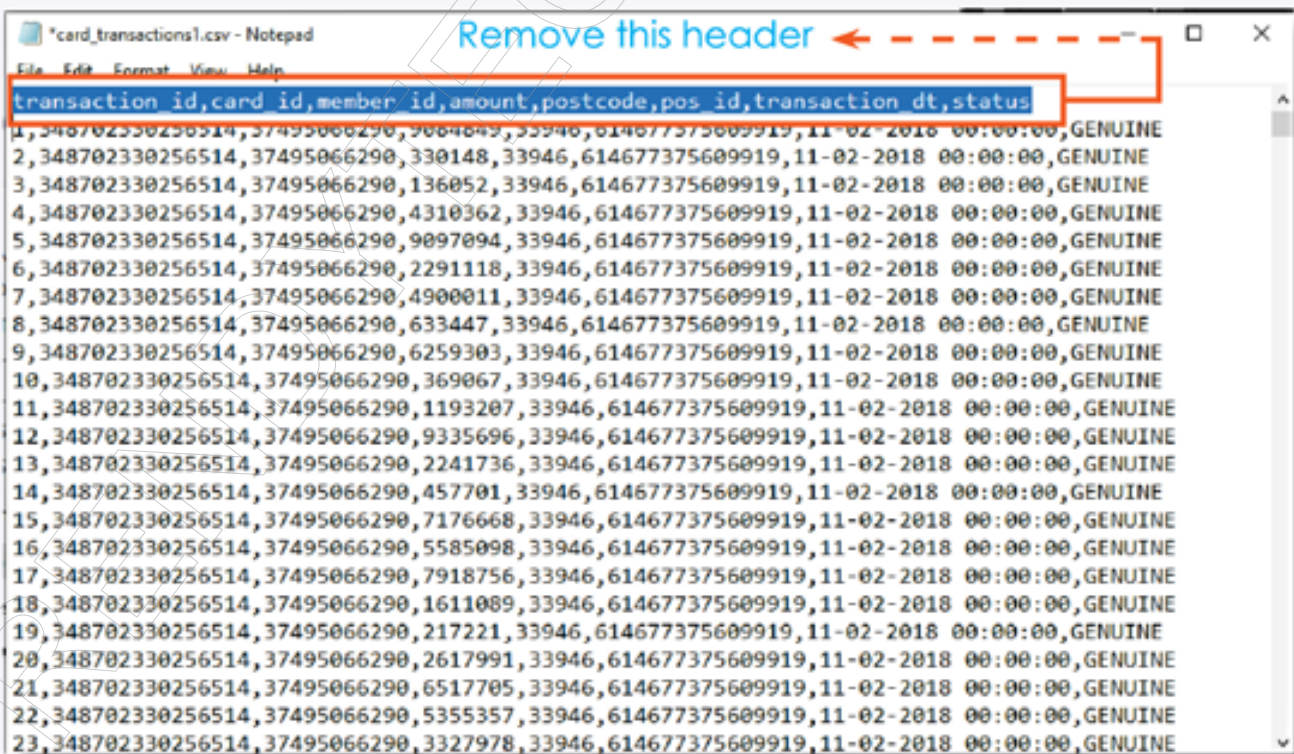 *card_transactions1.csv - Notepad
Remove this header
File Edit Format View Help
transaction_id,card_id,member_id,amount,postcode,pos_id,transaction_dt,status
1,348702330256514,37495066290,9084849,33946,614677375609919,11-02-2018 00:00:00,GENUINE
2,348702330256514,37495066290,330148,33946,614677375609919,11-02-2018 00:00:00,GENUINE
3,348702330256514,37495066290,136052,33946,614677375609919,11-02-2018 00:00:00,GENUINE
4,348702330256514,37495066290,4310362,33946,614677375609919,11-02-2018 00:00:00,GENUINE
5,348702330256514,37495066290,9097094,33946,614677375609919,11-02-2018 00:00:00,GENUINE
6,348702330256514,37495066290,2291118,33946,614677375609919,11-02-2018 00:00:00,GENUINE
7,348702330256514,37495066290,4900011,33946,614677375609919,11-02-2018 00:00:00,GENUINE
8,348702330256514,37495066290,633447,33946,614677375609919,11-02-2018 00:00:00,GENUINE
9,348702330256514,37495066290,6259303,33946,614677375609919,11-02-2018 00:00:00,GENUINE
10,348702330256514,37495066290,369067,33946,614677375609919,11-02-2018 00:00:00,GENUINE
11,348702330256514,37495066290,1193207,33946,614677375609919,11-02-2018 00:00:00,GENUINE
12,348702330256514,37495066290,9335696,33946,614677375609919,11-02-2018 00:00:00,GENUINE
13,348702330256514,37495066290,2241736,33946,614677375609919,11-02-2018 00:00:00,GENUINE
14,348702330256514,37495066290,457701,33946,614677375609919,11-02-2018 00:00:00,GENUINE
15,348702330256514,37495066290,7176668,33946,614677375609919,11-02-2018 00:00:00,GENUINE
16,348702330256514,37495066290,5585098,33946,614677375609919,11-02-2018 00:00:00,GENUINE
17,348702330256514,37495066290,7918756,33946,614677375609919,11-02-2018 00:00:00,GENUINE
18,348702330256514,37495066290,1611089,33946,614677375609919,11-02-2018 00:00:00,GENUINE
19,348702330256514,37495066290,217221,33946,614677375609919,11-02-2018 00:00:00,GENUINE
20,348702330256514,37495066290,2617991,33946,614677375609919,11-02-2018 00:00:00,GENUINE
21,348702330256514,37495066290,6517705,33946,614677375609919,11-02-2018 00:00:00,GENUINE
22,348702330256514,37495066290,5355357,33946,614677375609919,11-02-2018 00:00:00,GENUINE
23,348702330256514,37495066290,3327978,33946,614677375609919,11-02-2018 00:00:00,GENUINE